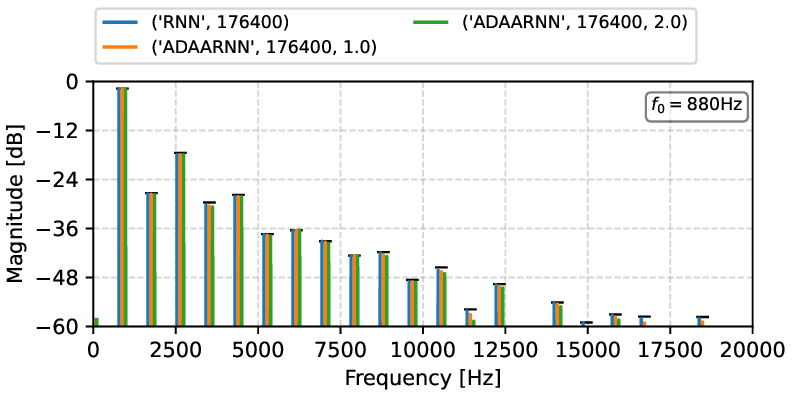 ('RNN', 176400)
('ADAARNN', 176400, 1.0)
('ADAARNN', 176400, 2.0)
f₀ = 880Hz
Magnitude [dB]
0
−12
−24
−36
−48
−60
0 2500 5000 7500 10000 12500 15000 17500 20000
Frequency [Hz]